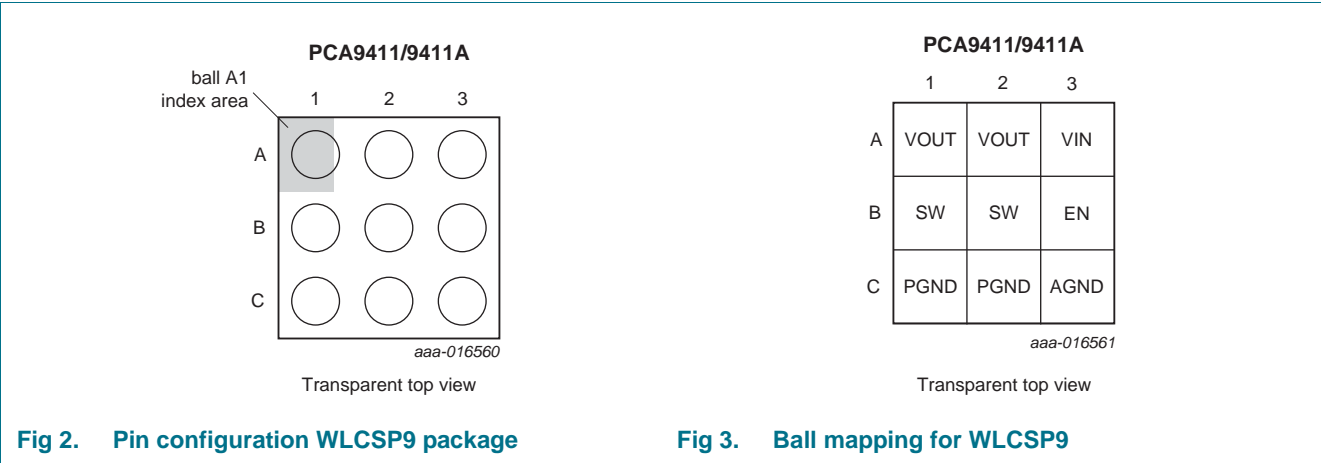 PCA9411/9411A
ball A1
index area
1 2 3
A
B
C
aaa-016560
Transparent top view
Fig 2. Pin configuration WLCSP9 package
PCA9411/9411A
1 2 3
A VOUT VOUT VIN
B SW SW EN
C PGND PGND AGND
aaa-016561
Transparent top view
Fig 3. Ball mapping for WLCSP9